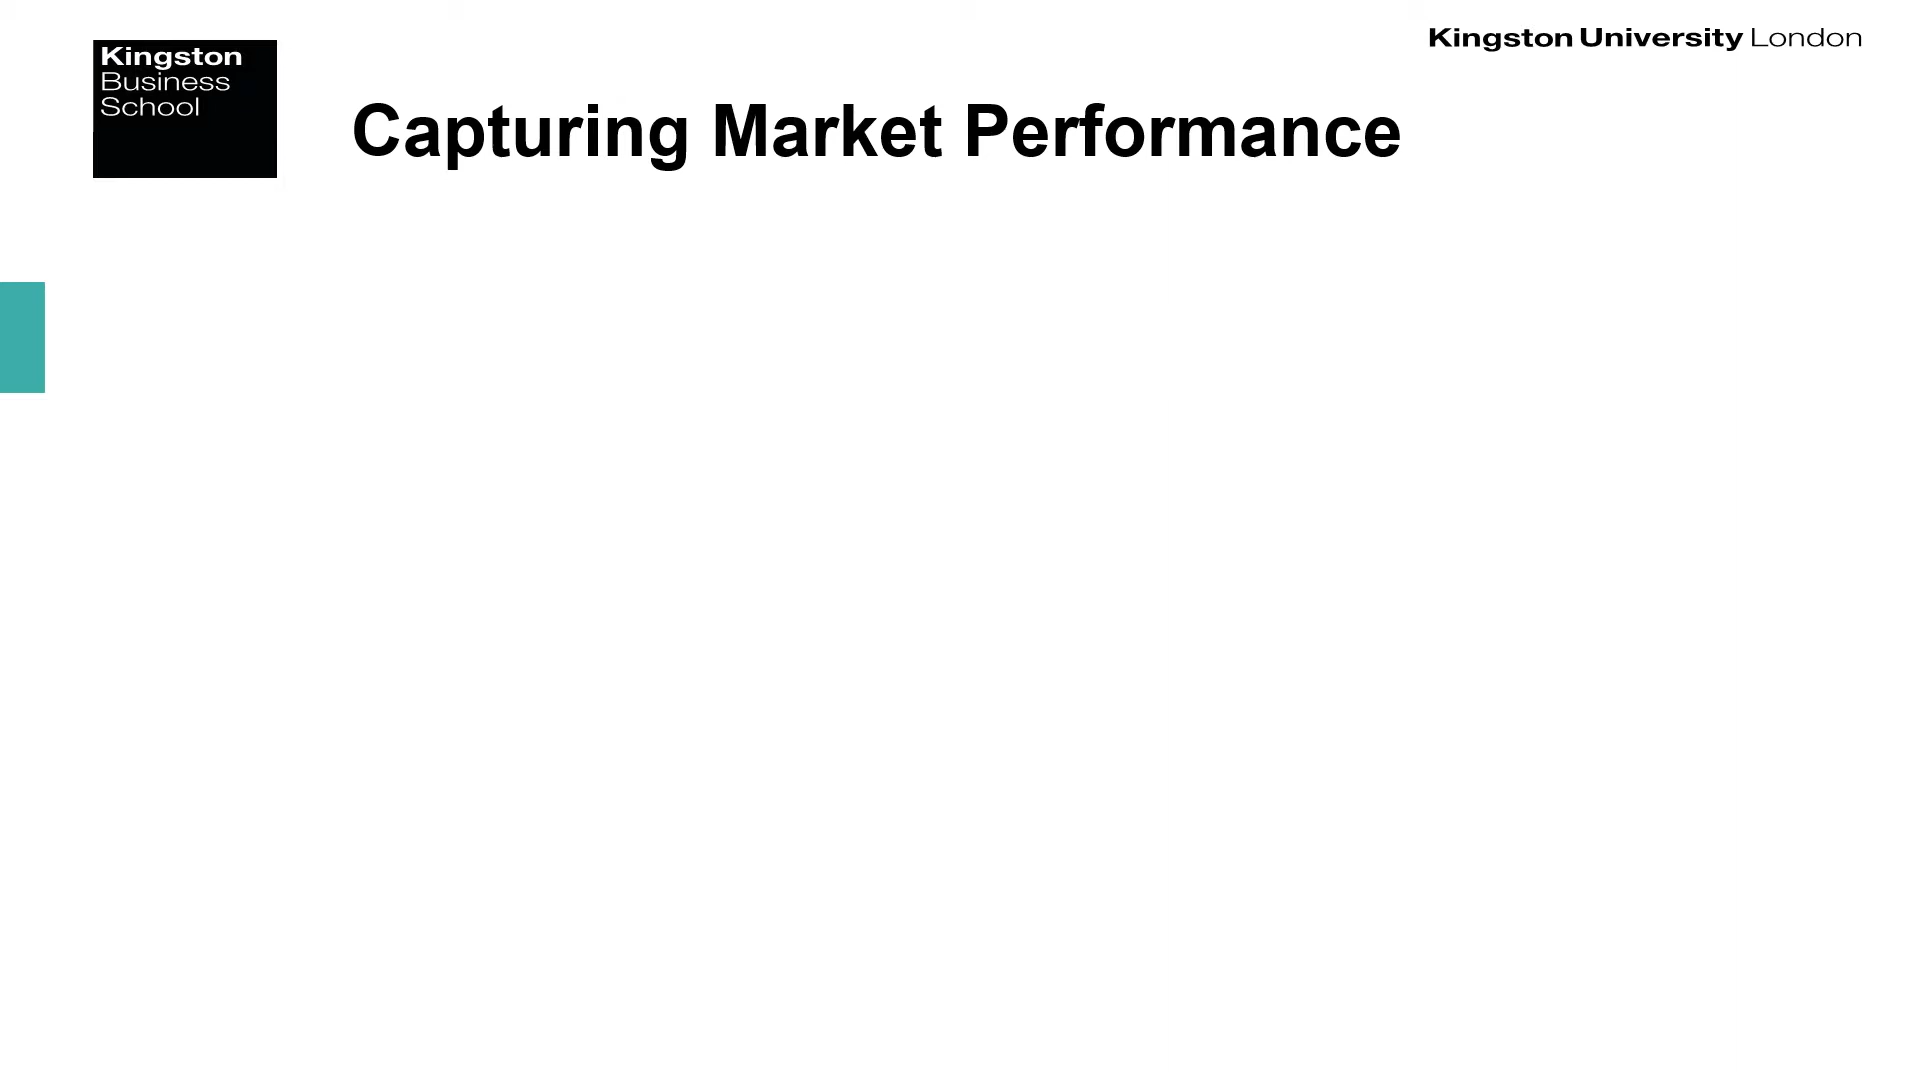 Kingston University London
Kingston
Business
School
Capturing Market Performance